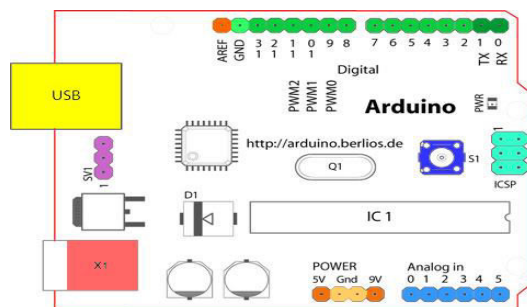 AREF
GND
13
12
11
10
9
8
7
6
5
4
3
2
1
0
TX
RX
Digital
USB
PWM2
PWM1
PWM0
Arduino
PWR
http://arduino.berlios.de
Q1
S1
1
ICSP
SV1
1
D1
IC 1
X1
POWER
5V Gnd 9V
Analog in
0 1 2 3 4 5